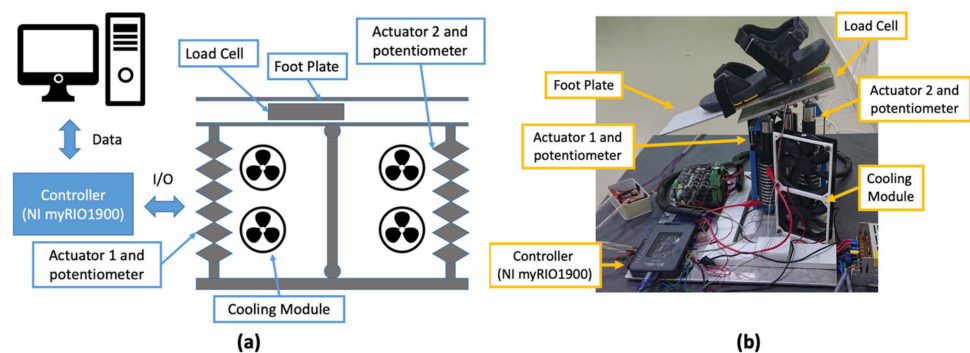 Data
Controller
(NI myRIO1900)
I/O
Load Cell
Foot Plate
Actuator 2 and
potentiometer
Actuator 1 and
potentiometer
Cooling Module
(a)
Load Cell
Foot Plate
Actuator 2 and
potentiometer
Actuator 1 and
potentiometer
Cooling
Module
Controller
(NI myRIO1900)
(b)